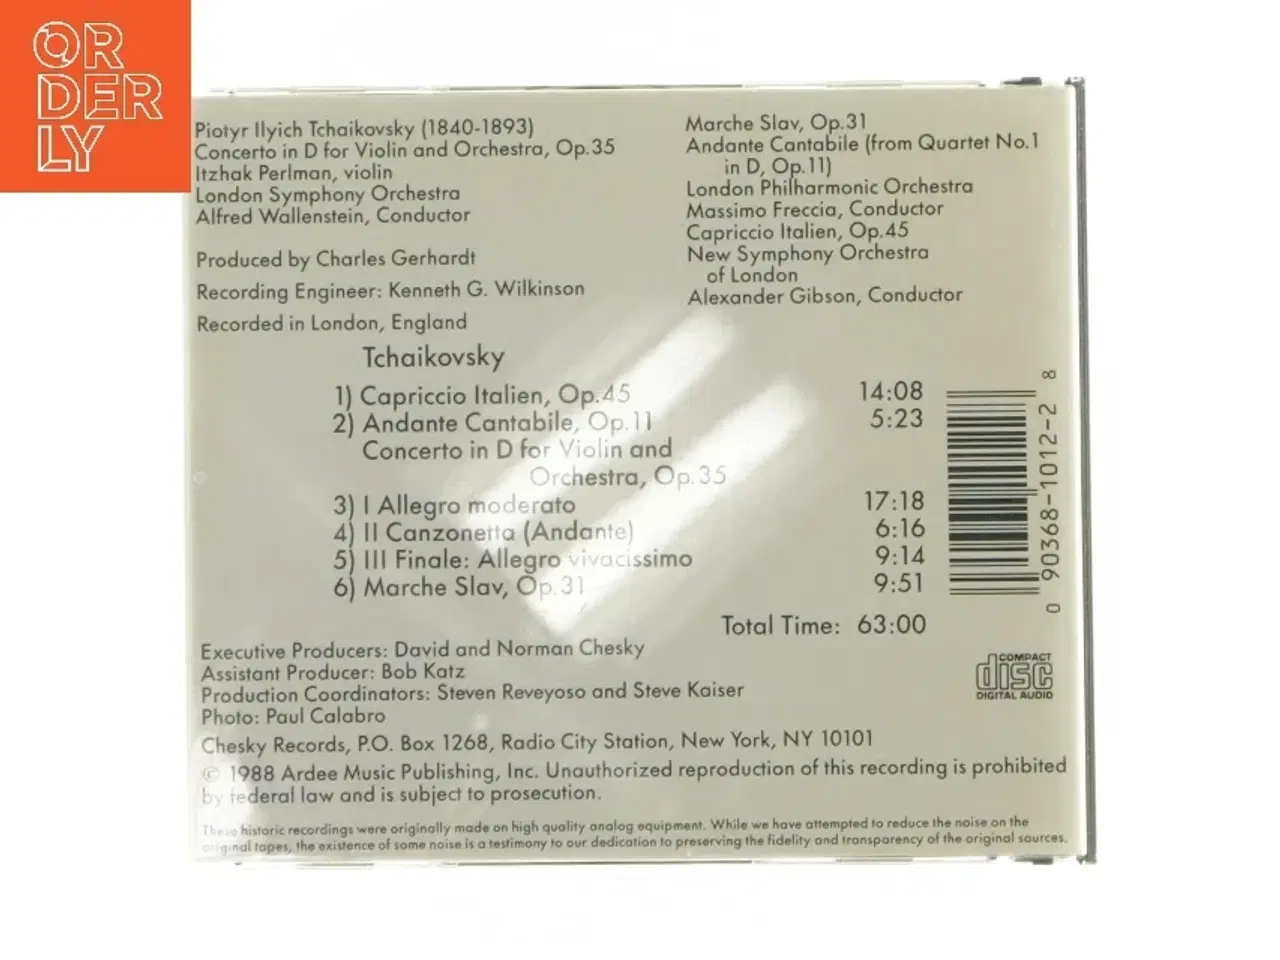 ORDERLY
Piotyr Ilyich Tchaikovsky (1840-1893)
Concerto in D for Violin and Orchestra, Op.35
Itzhak Perlman, violin
London Symphony Orchestra
Alfred Wallenstein, Conductor
Produced by Charles Gerhardt
Recording Engineer: Kenneth G. Wilkinson
Recorded in London, England
Marche Slav, Op.31
Andante Cantabile (from Quartet No.1
in D, Op.11)
London Philharmonic Orchestra
Massimo Freccia, Conductor
Capriccio Italien, Op.45
New Symphony Orchestra
of London
Alexander Gibson, Conductor
Tchaikovsky
1) Capriccio Italien, Op.45 14:08
2) Andante Cantabile, Op.11 5:23
Concerto in D for Violin and
Orchestra, Op.35
3) I Allegro moderato 17:18
4) II Canzonetta (Andante) 6:16
5) III Finale: Allegro vivacissimo 9:14
6) Marche Slav, Op.31 9:51
Total Time: 63:00
0 90368-1012-2 8
COMPACT
disc
DIGITAL AUDIO
Executive Producers: David and Norman Chesky
Assistant Producer: Bob Katz
Production Coordinators: Steven Reveyoso and Steve Kaiser
Photo: Paul Calabro
Chesky Records, P.O. Box 1268, Radio City Station, New York, NY 10101
© 1988 Ardee Music Publishing, Inc. Unauthorized reproduction of this recording is prohibited
by federal law and is subject to prosecution.
These historic recordings were originally made on high quality analog equipment. While we have attempted to reduce the noise on the
original tapes, the existence of some noise is a testimony to our dedication to preserving the fidelity and transparency of the original sources.